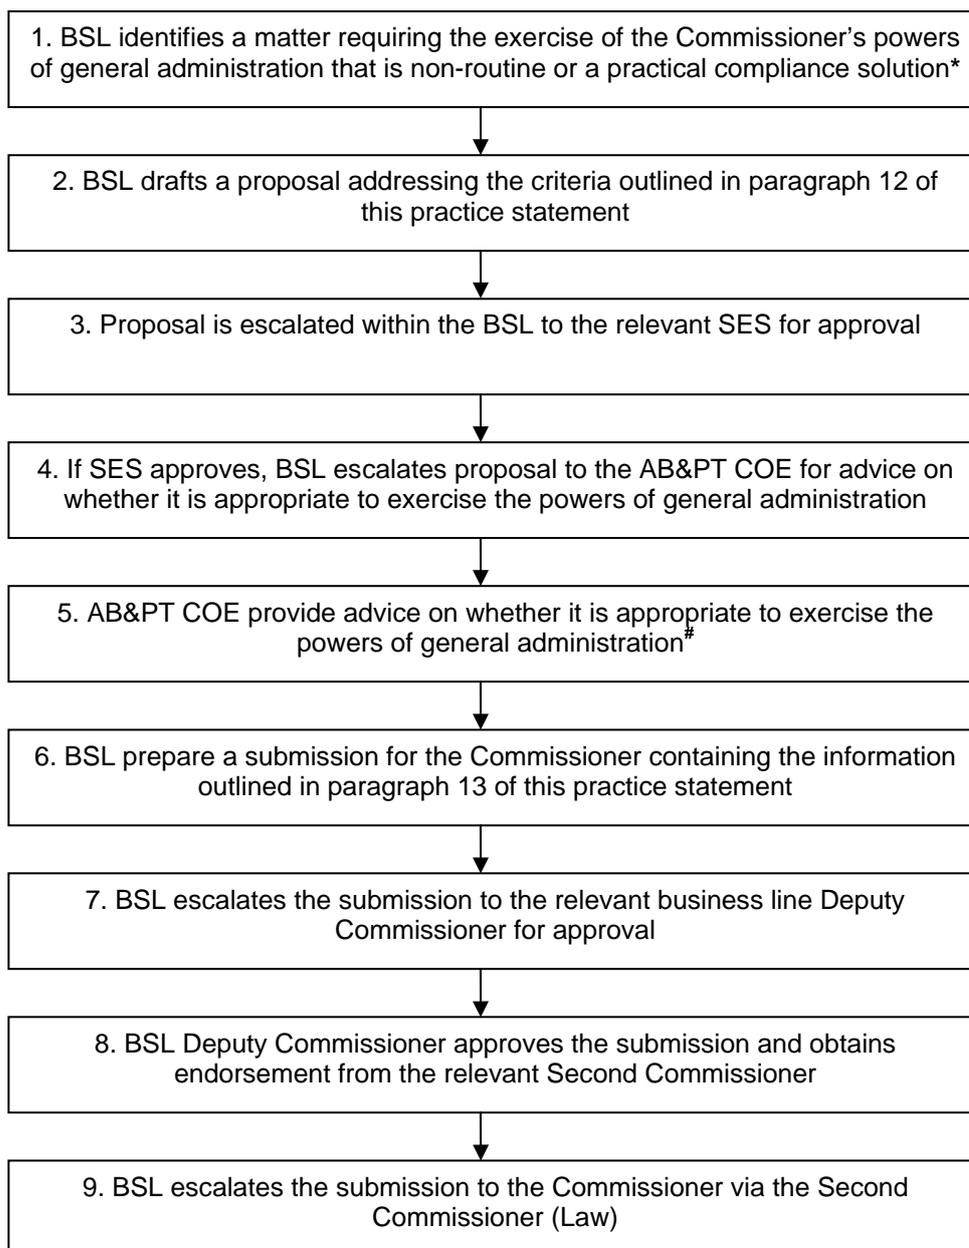 1. BSL identifies a matter requiring the exercise of the Commissioner’s powers
of general administration that is non-routine or a practical compliance solution*
2. BSL drafts a proposal addressing the criteria outlined in paragraph 12 of
this practice statement
3. Proposal is escalated within the BSL to the relevant SES for approval
4. If SES approves, BSL escalates proposal to the AB&PT COE for advice on
whether it is appropriate to exercise the powers of general administration
5. AB&PT COE provide advice on whether it is appropriate to exercise the
powers of general administration#
6. BSL prepare a submission for the Commissioner containing the information
outlined in paragraph 13 of this practice statement
7. BSL escalates the submission to the relevant business line Deputy
Commissioner for approval
8. BSL Deputy Commissioner approves the submission and obtains
endorsement from the relevant Second Commissioner
9. BSL escalates the submission to the Commissioner via the Second
Commissioner (Law)